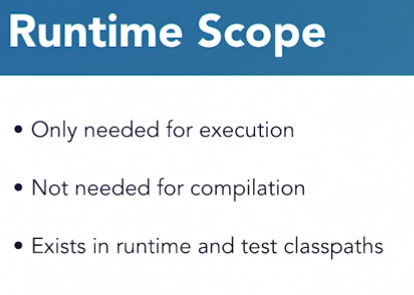 Runtime Scope
• Only needed for execution
• Not needed for compilation
• Exists in runtime and test classpaths